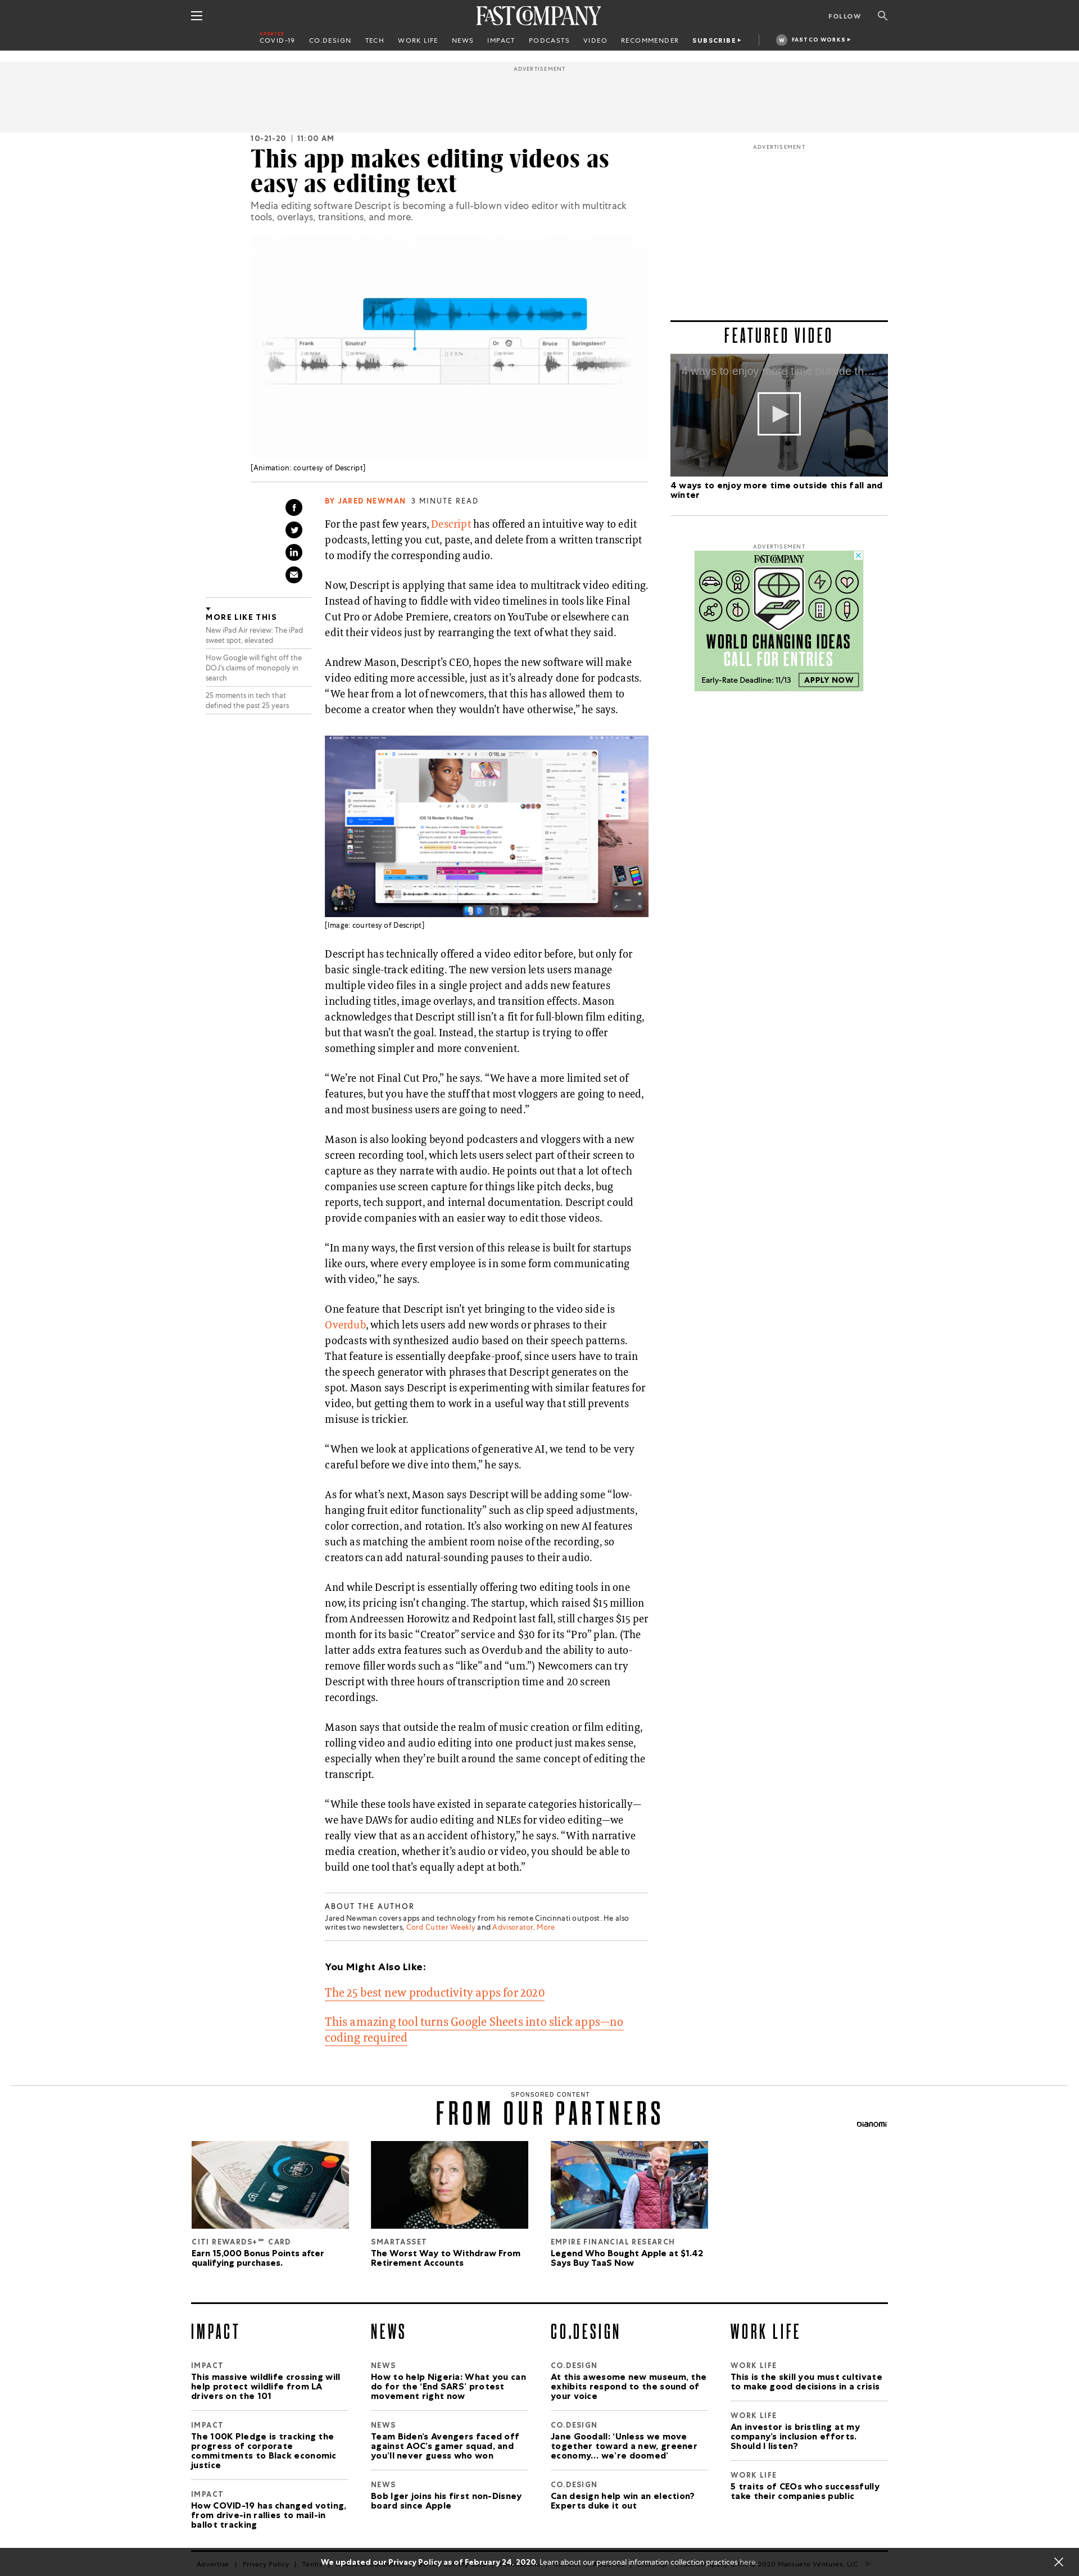 FAST COMPANY
FOLLOW
UPDATES
COVID-19
CO.DESIGN
TECH
WORK LIFE
NEWS
IMPACT
PODCASTS
VIDEO
RECOMMENDER
SUBSCRIBE
W
FASTCO WORKS
ADVERTISEMENT
10-21-20 | 11:00 AM
This app makes editing videos as
easy as editing text
Media editing software Descript is becoming a full-blown video editor with multitrack
tools, overlays, transitions, and more.
Like
Frank
Sinatra?
Or
Bruce
Springsteen?
[Animation: courtesy of Descript]
BY JARED NEWMAN 3 MINUTE READ
For the past few years, Descript has offered an intuitive way to edit
podcasts, letting you cut, paste, and delete from a written transcript
to modify the corresponding audio.
Now, Descript is applying that same idea to multitrack video editing.
Instead of having to fiddle with video timelines in tools like Final
Cut Pro or Adobe Premiere, creators on YouTube or elsewhere can
edit their videos just by rearranging the text of what they said.
Andrew Mason, Descript’s CEO, hopes the new software will make
video editing more accessible, just as it’s already done for podcasts.
“We hear from a lot of newcomers, that this has allowed them to
become a creator when they wouldn’t have otherwise,” he says.
MORE LIKE THIS
New iPad Air review: The iPad
sweet spot, elevated
How Google will fight off the
DOJ’s claims of monopoly in
search
25 moments in tech that
defined the past 25 years
iOS 14
iOS 14 Review: It's About Time
[Image: courtesy of Descript]
Descript has technically offered a video editor before, but only for
basic single-track editing. The new version lets users manage
multiple video files in a single project and adds new features
including titles, image overlays, and transition effects. Mason
acknowledges that Descript still isn’t a fit for full-blown film editing,
but that wasn’t the goal. Instead, the startup is trying to offer
something simpler and more convenient.
“We’re not Final Cut Pro,” he says. “We have a more limited set of
features, but you have the stuff that most vloggers are going to need,
and most business users are going to need.”
Mason is also looking beyond podcasters and vloggers with a new
screen recording tool, which lets users select part of their screen to
capture as they narrate with audio. He points out that a lot of tech
companies use screen capture for things like pitch decks, bug
reports, tech support, and internal documentation. Descript could
provide companies with an easier way to edit those videos.
“In many ways, the first version of this release is built for startups
like ours, where every employee is in some form communicating
with video,” he says.
One feature that Descript isn’t yet bringing to the video side is
Overdub, which lets users add new words or phrases to their
podcasts with synthesized audio based on their speech patterns.
That feature is essentially deepfake-proof, since users have to train
the speech generator with phrases that Descript generates on the
spot. Mason says Descript is experimenting with similar features for
video, but getting them to work in a useful way that still prevents
misuse is trickier.
“When we look at applications of generative AI, we tend to be very
careful before we dive into them,” he says.
As for what’s next, Mason says Descript will be adding some “low-
hanging fruit editor functionality” such as clip speed adjustments,
color correction, and rotation. It’s also working on new AI features
such as matching the ambient room noise of the recording, so
creators can add natural-sounding pauses to their audio.
And while Descript is essentially offering two editing tools in one
now, its pricing isn’t changing. The startup, which raised $15 million
from Andreessen Horowitz and Redpoint last fall, still charges $15 per
month for its basic “Creator” service and $30 for its “Pro” plan. (The
latter adds extra features such as Overdub and the ability to auto-
remove filler words such as “like” and “um.”) Newcomers can try
Descript with three hours of transcription time and 20 screen
recordings.
Mason says that outside the realm of music creation or film editing,
rolling video and audio editing into one product just makes sense,
especially when they’re built around the same concept of editing the
transcript.
“While these tools have existed in separate categories historically—
we have DAWs for audio editing and NLEs for video editing—we
really view that as an accident of history,” he says. “With narrative
media creation, whether it’s audio or video, you should be able to
build one tool that’s equally adept at both.”
ABOUT THE AUTHOR
Jared Newman covers apps and technology from his remote Cincinnati outpost. He also
writes two newsletters, Cord Cutter Weekly and Advisorator. More
You Might Also Like:
The 25 best new productivity apps for 2020
This amazing tool turns Google Sheets into slick apps—no
coding required
ADVERTISEMENT
FEATURED VIDEO
4 ways to enjoy more time outside th...
4 ways to enjoy more time outside this fall and
winter
ADVERTISEMENT
FAST COMPANY
WORLD CHANGING IDEAS
CALL FOR ENTRIES
Early-Rate Deadline: 11/13
APPLY NOW
SPONSORED CONTENT
FROM OUR PARTNERS
bianomi
CITI REWARDS+℠ CARD
Earn 15,000 Bonus Points after
qualifying purchases.
SMARTASSET
The Worst Way to Withdraw From
Retirement Accounts
Qualcomm
EMPIRE FINANCIAL RESEARCH
Legend Who Bought Apple at $1.42
Says Buy TaaS Now
IMPACT
IMPACT
This massive wildlife crossing will
help protect wildlife from LA
drivers on the 101
IMPACT
The 100K Pledge is tracking the
progress of corporate
commitments to Black economic
justice
IMPACT
How COVID-19 has changed voting,
from drive-in rallies to mail-in
ballot tracking
NEWS
NEWS
How to help Nigeria: What you can
do for the ‘End SARS’ protest
movement right now
NEWS
Team Biden’s Avengers faced off
against AOC’s gamer squad, and
you’ll never guess who won
NEWS
Bob Iger joins his first non-Disney
board since Apple
CO.DESIGN
CO.DESIGN
At this awesome new museum, the
exhibits respond to the sound of
your voice
CO.DESIGN
Jane Goodall: ‘Unless we move
together toward a new, greener
economy... we’re doomed’
CO.DESIGN
Can design help win an election?
Experts duke it out
WORK LIFE
WORK LIFE
This is the skill you must cultivate
to make good decisions in a crisis
WORK LIFE
An investor is bristling at my
company’s inclusion efforts.
Should I listen?
WORK LIFE
5 traits of CEOs who successfully
take their companies public
Advertise | Privacy Policy | Terms
2020 Mansueto Ventures, LLC
We updated our Privacy Policy as of February 24, 2020. Learn about our personal information collection practices here.